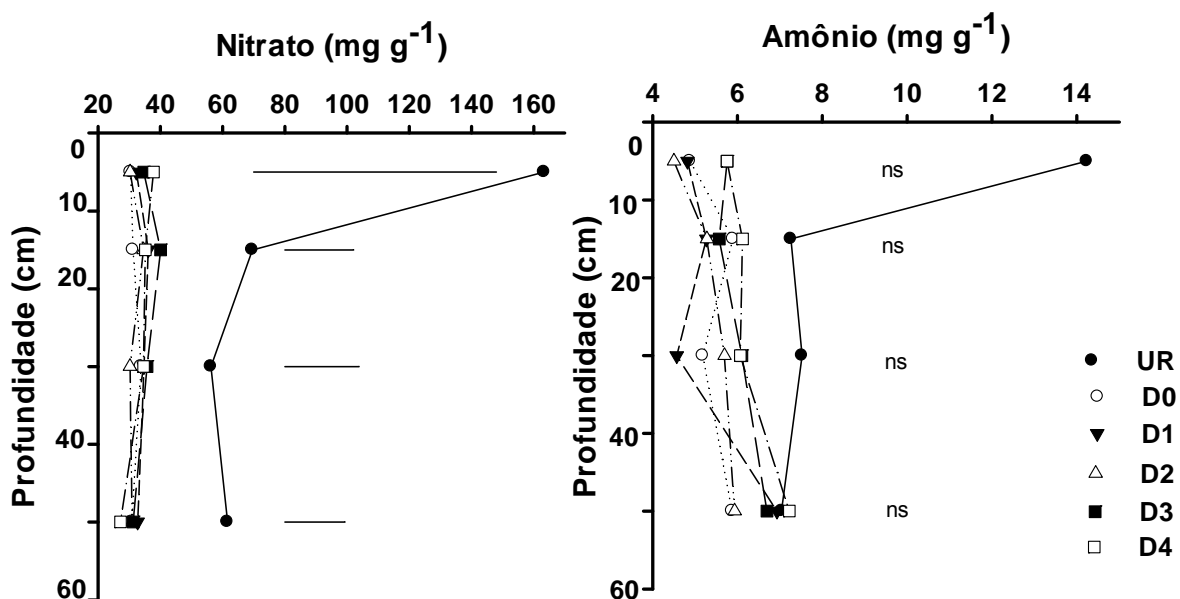 Nitrato (mg g-1)
20 40 60 80 100 120 140 160
0
10
20
40
60
Profundidade (cm)
Amônio (mg g-1)
4 6 8 10 12 14
0
10
20
40
60
Profundidade (cm)
ns
ns
ns
ns
UR
D0
D1
D2
D3
D4